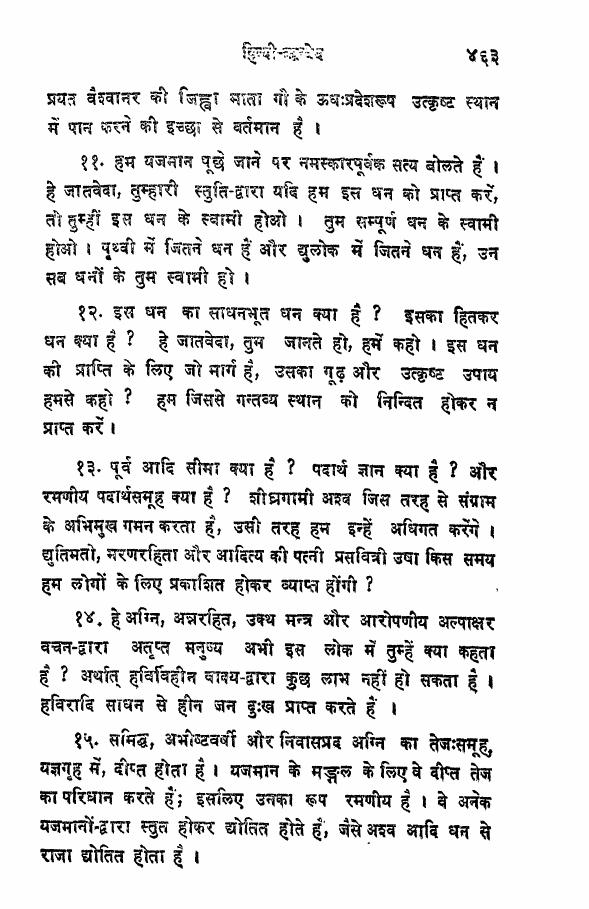 हिन्दी-ऋग्वेद ४६३
प्रयत वैश्वानर की जिह्वा माता गौ के ऊधःप्रदेशरूप उत्कृष्ट स्थान
में पान करने की इच्छा से वर्तमान है ।
११. हम यजमान पूछे जाने पर नमस्कारपूर्वक सत्य बोलते हैं ।
हे जातवेदा, तुम्हारी स्तुति-द्वारा यदि हम इस धन को प्राप्त करें,
तो तुम्हीं इस धन के स्वामी होओ । तुम सम्पूर्ण धन के स्वामी
होओ । पृथ्वी में जितने धन हैं और द्युलोक में जितने धन हैं, उन
सब धनों के तुम स्वामी हो ।
१२. इस धन का साधनभूत धन क्या है ? इसका हितकर
धन क्या है ? हे जातवेदा, तुम जानते हो, हमें कहो । इस धन
की प्राप्ति के लिए जो मार्ग है, उसका गूढ़ और उत्कृष्ट उपाय
हमसे कहो ? हम जिससे गन्तव्य स्थान को निन्दित होकर न
प्राप्त करें ।
१३. पूर्व आदि सीमा क्या है ? पदार्थ ज्ञान क्या है ? और
रमणीय पदार्थसमूह क्या है ? शीघ्रगामी अश्व जिस तरह से संग्राम
के अभिमुख गमन करता है, उसी तरह हम इन्हें अधिगत करेंगे ।
द्युतिमतो, मरणरहिता और आदित्य की पत्नी प्रसवित्री उषा किस समय
हम लोगों के लिए प्रकाशित होकर व्याप्त होंगी ?
१४. हे अग्नि, अन्नरहित, उक्थ मन्त्र और आरोपणीय अल्पाक्षर
वचन-द्वारा अतृप्त मनुष्य अभी इस लोक में तुम्हें क्या कहता
है ? अर्थात् हविर्विहीन वाक्य-द्वारा कुछ लाभ नहीं हो सकता है ।
हविरादि साधन से हीन जन दुःख प्राप्त करते हैं ।
१५. समिद्ध, अभीष्टवर्षी और निवासप्रद अग्नि का तेजःसमूह,
यज्ञगृह में, दीप्त होता है । यजमान के मङ्गल के लिए वे दीप्त तेज
का परिधान करते हैं; इसलिए उनका रूप रमणीय है । वे अनेक
यजमानों-द्वारा स्तुत होकर द्योतित होते हैं, जैसे अश्व आदि धन से
राजा द्योतित होता है ।